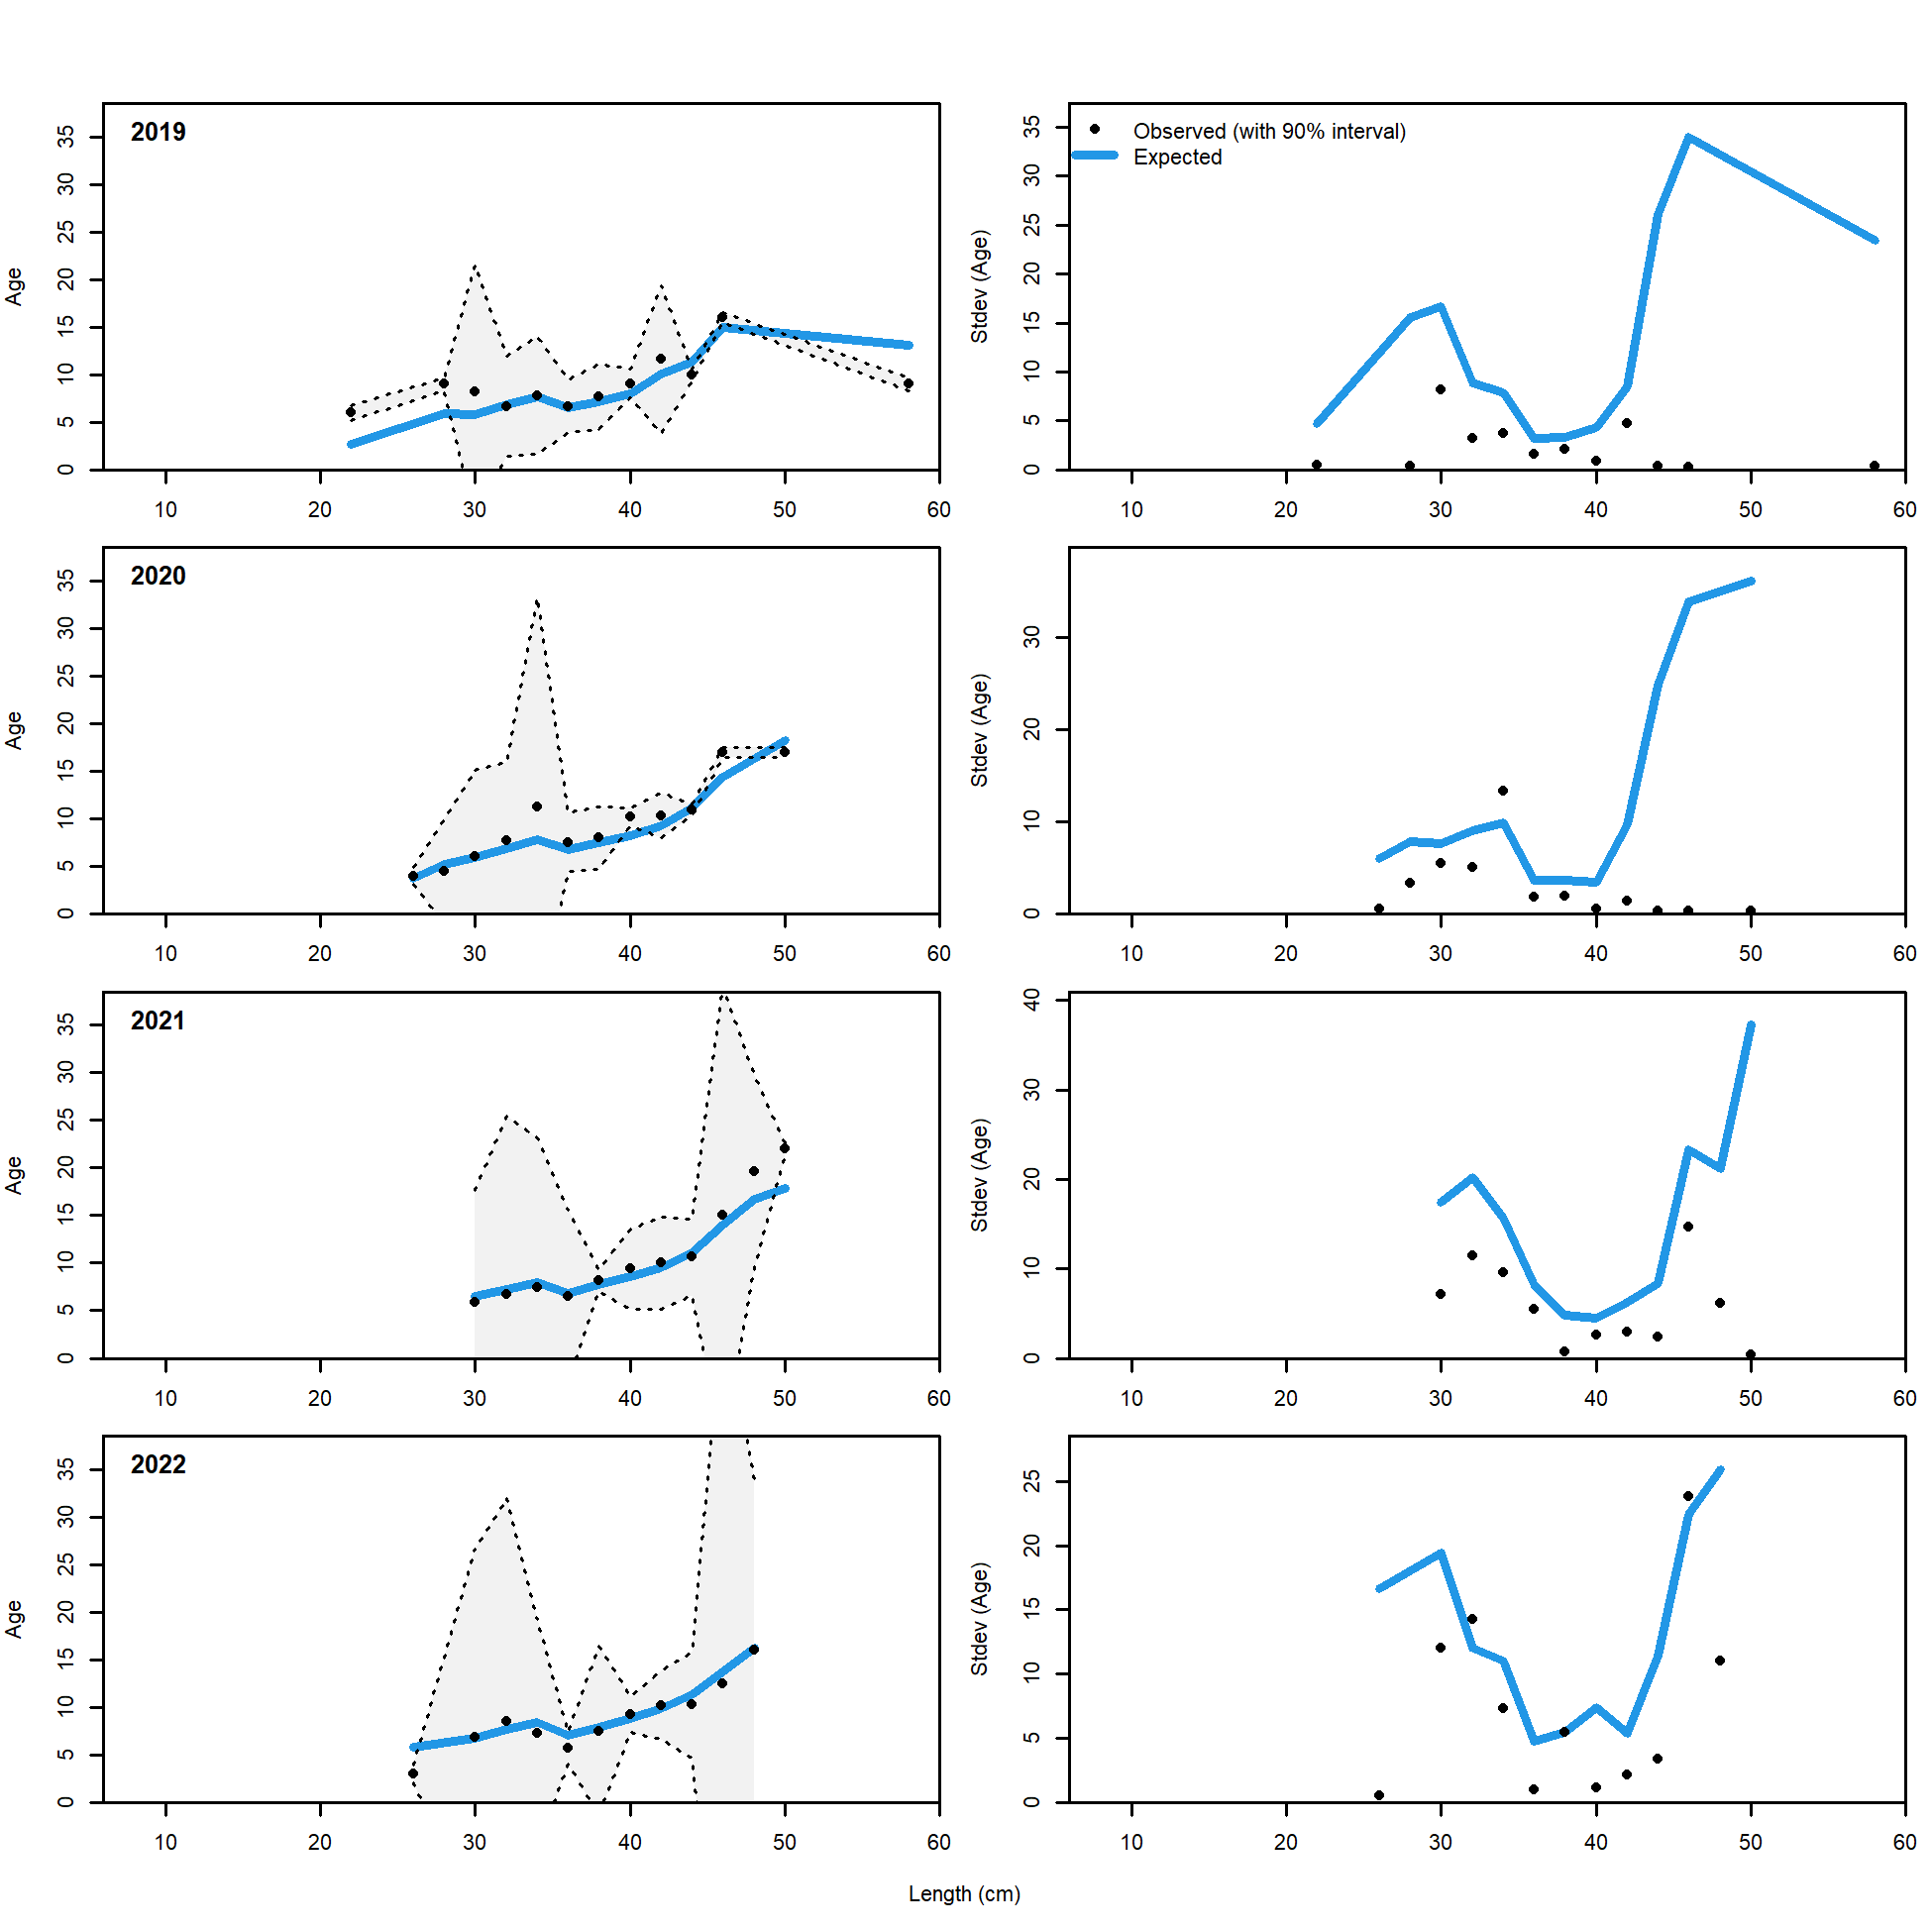 2019
Age
0 5 10 15 20 25 30 35
10 20 30 40 50 60
Observed (with 90% interval)
Expected
Stdev (Age)
0 5 10 15 20 25 30 35
10 20 30 40 50 60
2020
Age
0 5 10 15 20 25 30 35
10 20 30 40 50 60
Stdev (Age)
0 10 20 30
10 20 30 40 50 60
2021
Age
0 5 10 15 20 25 30 35
10 20 30 40 50 60
Stdev (Age)
0 10 20 30 40
10 20 30 40 50 60
2022
Age
0 5 10 15 20 25 30 35
10 20 30 40 50 60
Stdev (Age)
0 5 10 15 20 25
10 20 30 40 50 60
Length (cm)